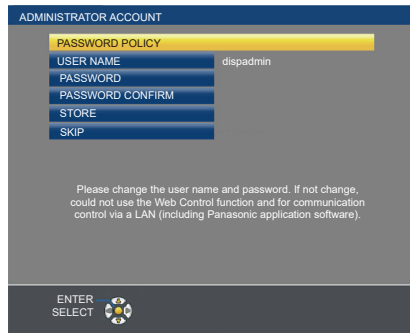 ADMINISTRATOR ACCOUNT
PASSWORD POLICY
USER NAME dispadmin
PASSWORD
PASSWORD CONFIRM
STORE
SKIP
Please change the user name and password. If not change,
could not use the Web Control function and for communication
control via a LAN (including Panasonic application software).
ENTER
SELECT